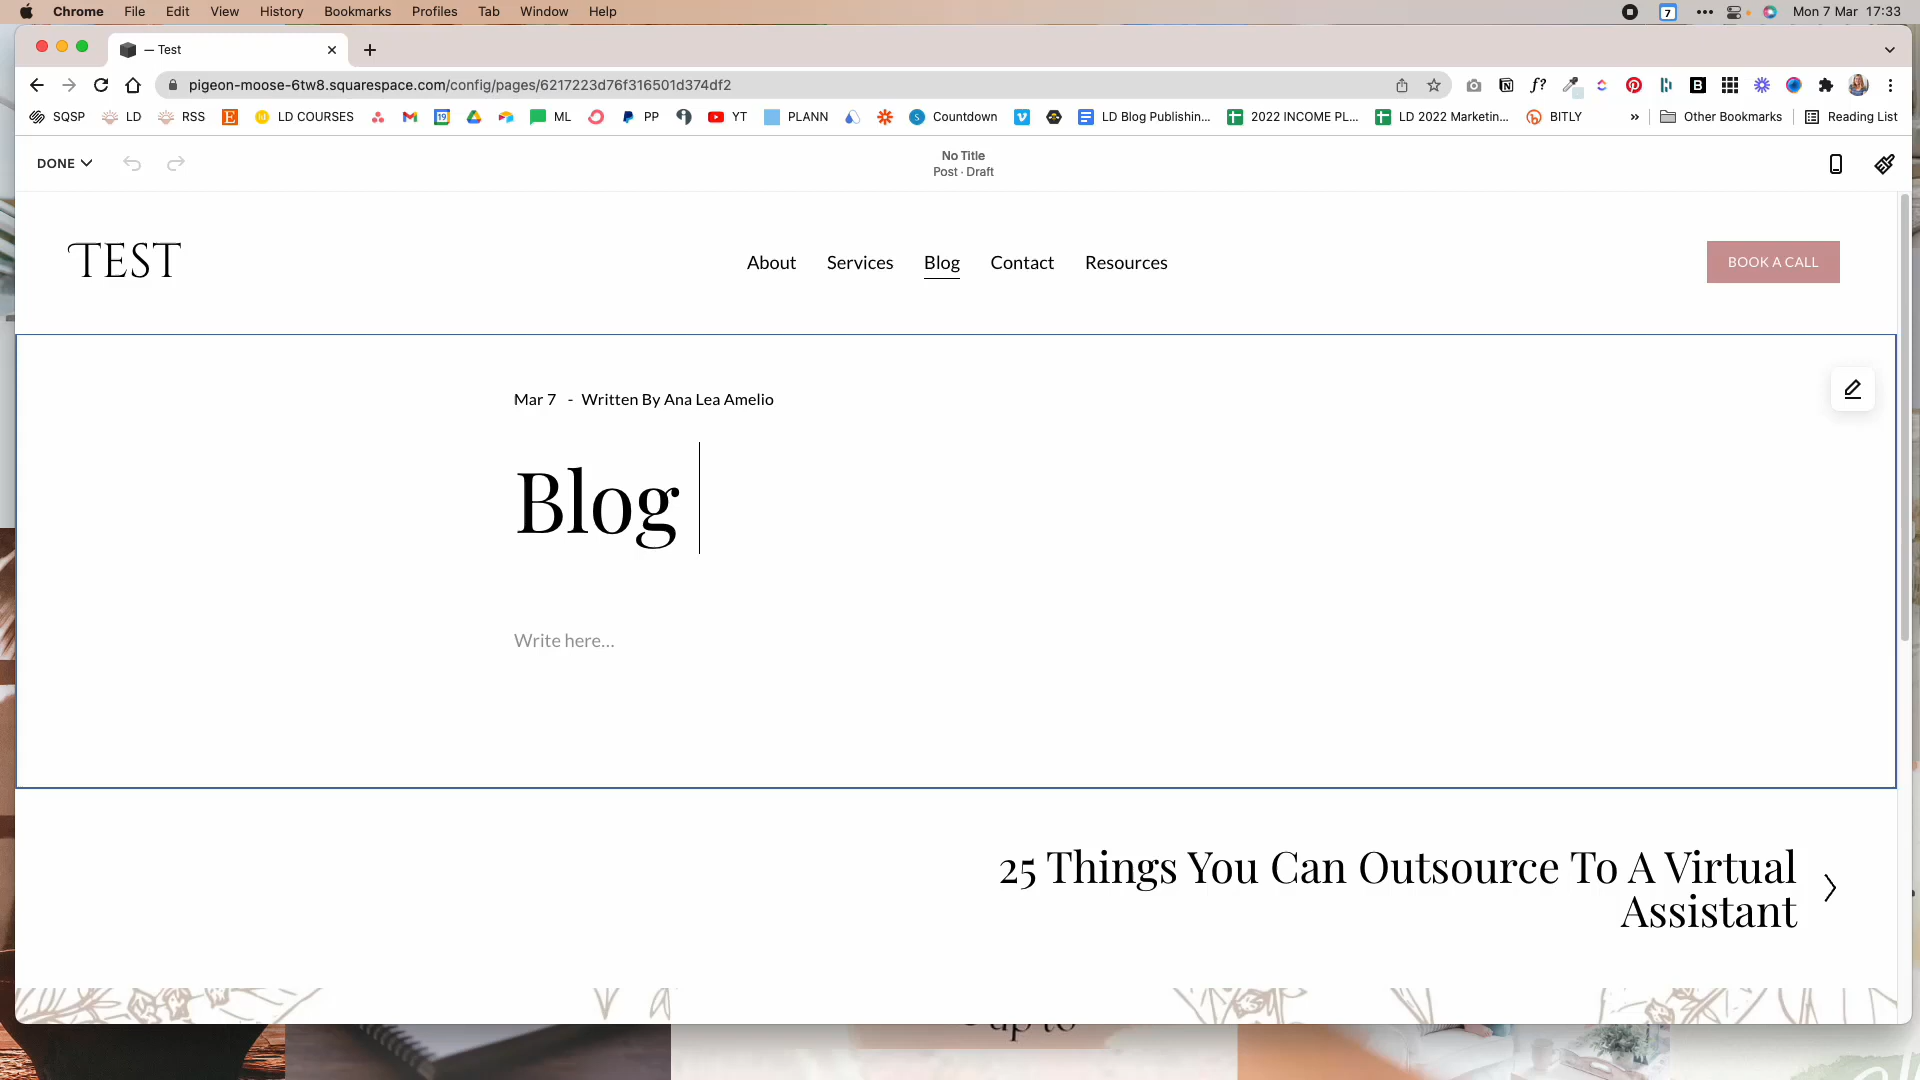 Chrome File Edit View History Bookmarks Profiles Tab Window Help 7 Mon 7 Mar 17:33
— Test
pigeon-moose-6tw8.squarespace.com/config/pages/6217223d76f316501d374df2
SQSP LD RSS LD COURSES ML PP YT PLANN Countdown LD Blog Publishin... 2022 INCOME PL... LD 2022 Marketin... BITLY » Other Bookmarks Reading List
DONE
No Title
Post · Draft
TEST
About Services Blog Contact Resources
BOOK A CALL
Mar 7 - Written By Ana Lea Amelio
Blog
Write here...
25 Things You Can Outsource To A Virtual
Assistant
up to